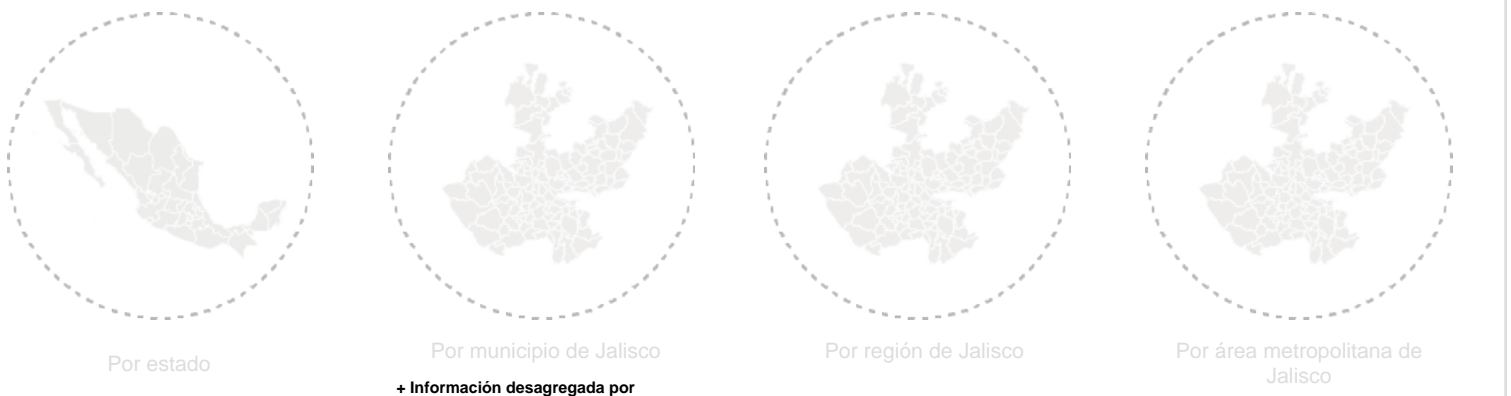 Por estado
Por municipio de Jalisco
+ Información desagregada por
Por región de Jalisco
Por área metropolitana de
Jalisco